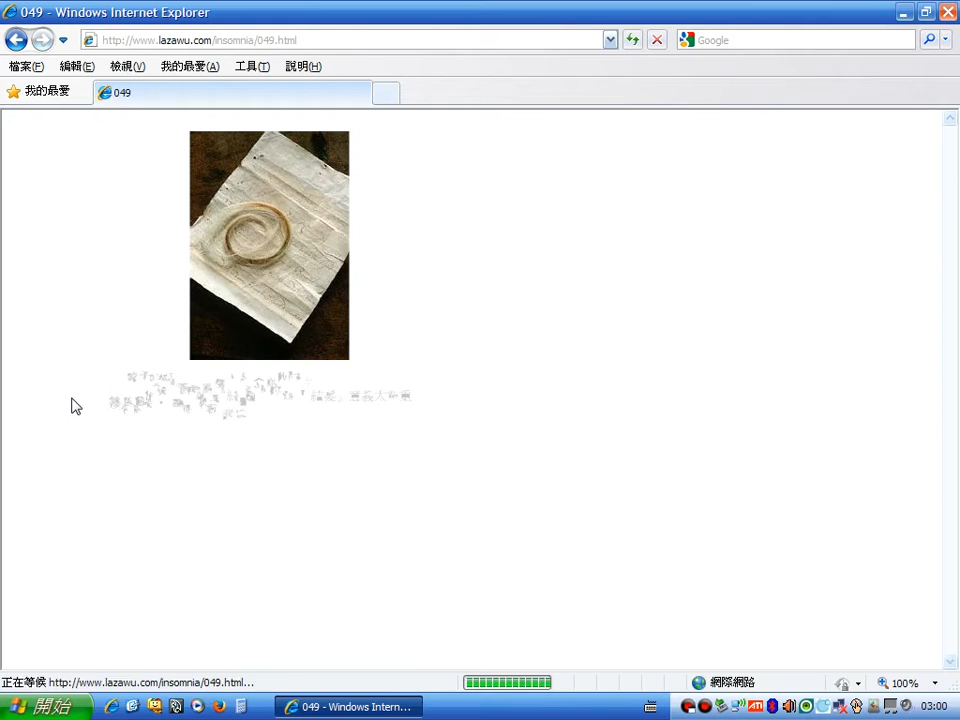 049 - Windows Internet Explorer
http://www.lazawu.com/insomnia/049.html
Google
檔案(F) 編輯(E) 檢視(V) 我的最愛(A) 工具(T) 說明(H)
我的最愛
049
正在等候 http://www.lazawu.com/insomnia/049.html...
網際網路
100%
開始
049 - Windows Intern...
ATI
03:00